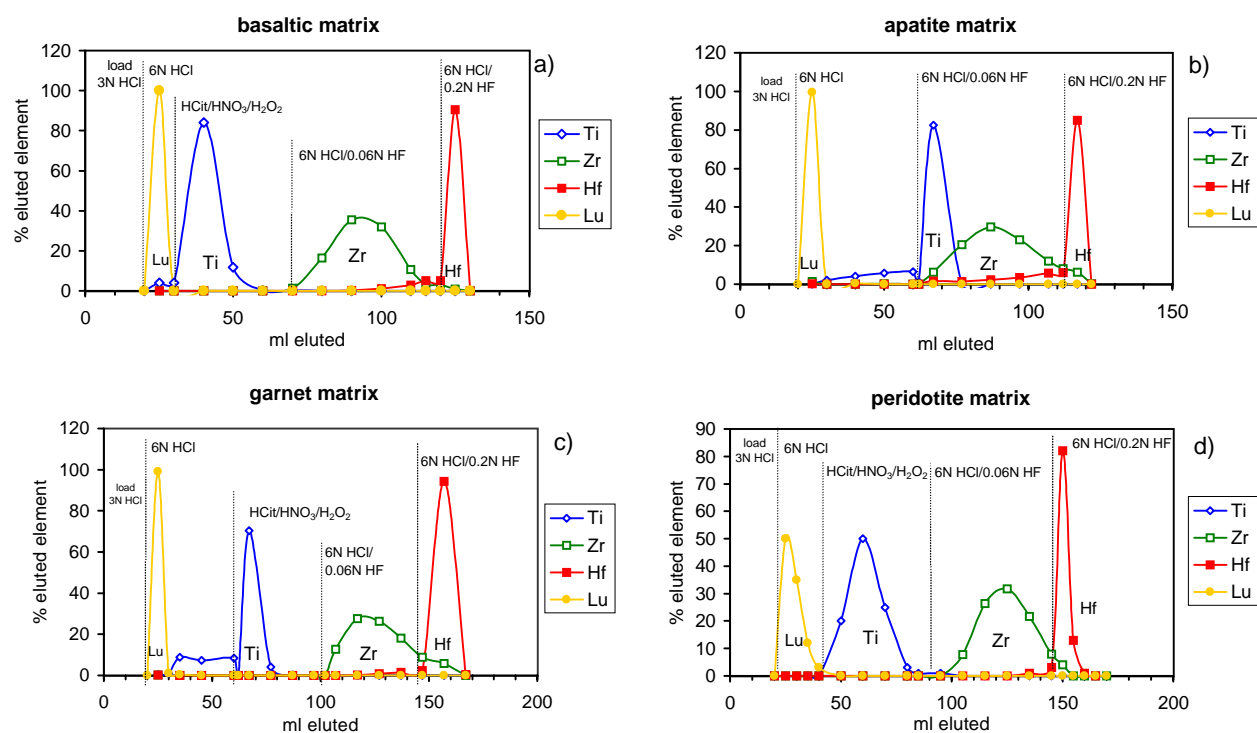 basaltic matrix
a)
load
3N HCl
6N HCl
HCit/HNO₃/H₂O₂
6N HCl/0.06N HF
6N HCl/
0.2N HF
% eluted element
120
100
80
60
40
20
0
Lu
Ti
Zr
Hf
0
50
100
150
ml eluted
Ti
Zr
Hf
Lu
apatite matrix
b)
load
3N HCl
6N HCl
6N HCl/0.06N HF
6N HCl/0.2N HF
% eluted element
120
100
80
60
40
20
0
Lu
Ti
Zr
Hf
0
50
100
150
ml eluted
Ti
Zr
Hf
Lu
garnet matrix
c)
load
3N HCl
6N HCl
HCit/HNO₃/H₂O₂
6N HCl/
0.06N HF
6N HCl/0.2N HF
% eluted element
120
100
80
60
40
20
0
Lu
Ti
Zr
Hf
0
50
100
150
200
ml eluted
Ti
Zr
Hf
Lu
peridotite matrix
d)
load
3N HCl
6N HCl
HCit/HNO₃/H₂O₂
6N HCl/0.06N HF
6N HCl/0.2N HF
% eluted element
90
80
70
60
50
40
30
20
10
0
Lu
Ti
Zr
Hf
0
50
100
150
200
ml eluted
Ti
Zr
Hf
Lu